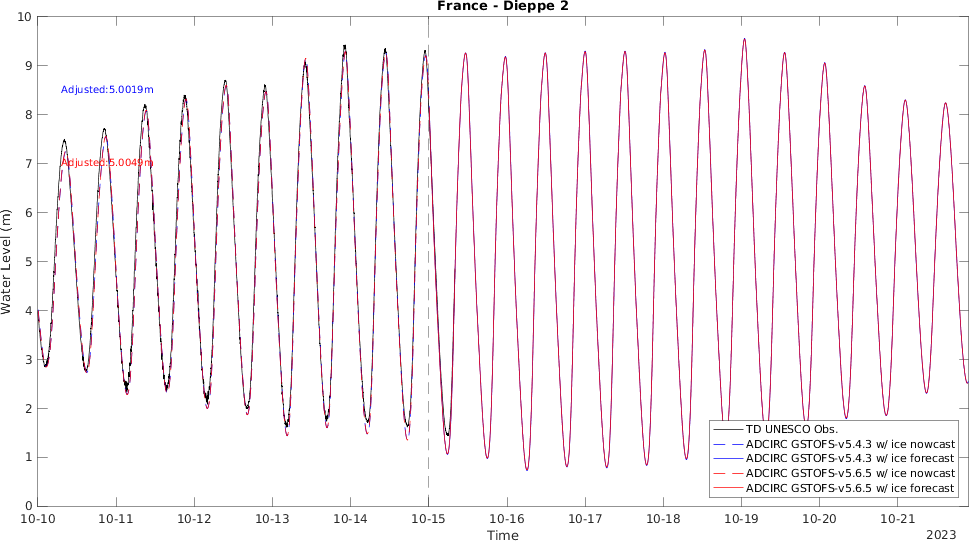 France - Dieppe 2
10
9
8
7
6
5
4
3
2
1
0
Water Level (m)
Adjusted:5.0019m
Adjusted:5.0049m
TD UNESCO Obs.
ADCIRC GSTOFS-v5.4.3 w/ ice nowcast
ADCIRC GSTOFS-v5.4.3 w/ ice forecast
ADCIRC GSTOFS-v5.6.5 w/ ice nowcast
ADCIRC GSTOFS-v5.6.5 w/ ice forecast
10-10 10-11 10-12 10-13 10-14 10-15 10-16 10-17 10-18 10-19 10-20 10-21
Time
2023